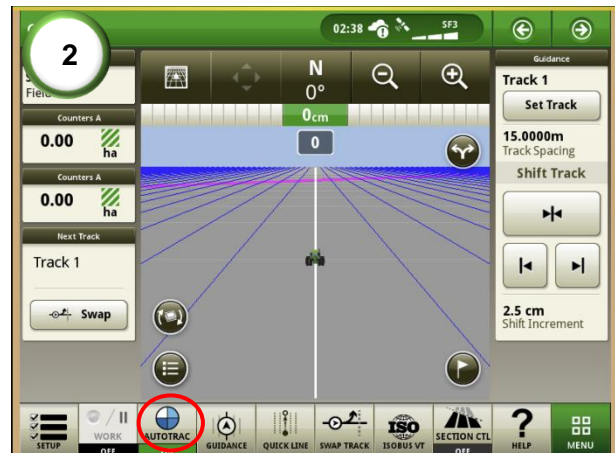 2
02:38
SF3
Field
Counters A
0.00
ha
Counters A
0.00
ha
Next Track
Track 1
Swap
N
0°
0cm
0
Guidance
Track 1
Set Track
15.0000m
Track Spacing
Shift Track
2.5 cm
Shift Increment
SETUP
WORK
OFF
AUTOTRAC
GUIDANCE
QUICK LINE
SWAP TRACK
ISO
ISOBUS VT
SECTION CTL
OFF
?
HELP
MENU